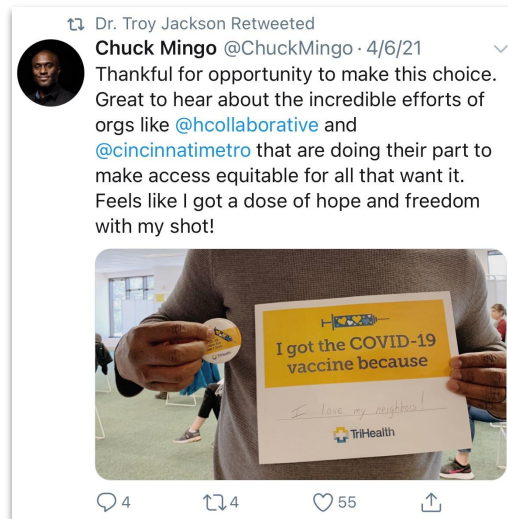 Dr. Troy Jackson Retweeted
Chuck Mingo @ChuckMingo · 4/6/21
Thankful for opportunity to make this choice.
Great to hear about the incredible efforts of
orgs like @hcollaborative and
@cincinnatimetro that are doing their part to
make access equitable for all that want it.
Feels like I got a dose of hope and freedom
with my shot!
I got the COVID-19
vaccine because
I love my neighbor!
TriHealth
4
4
55